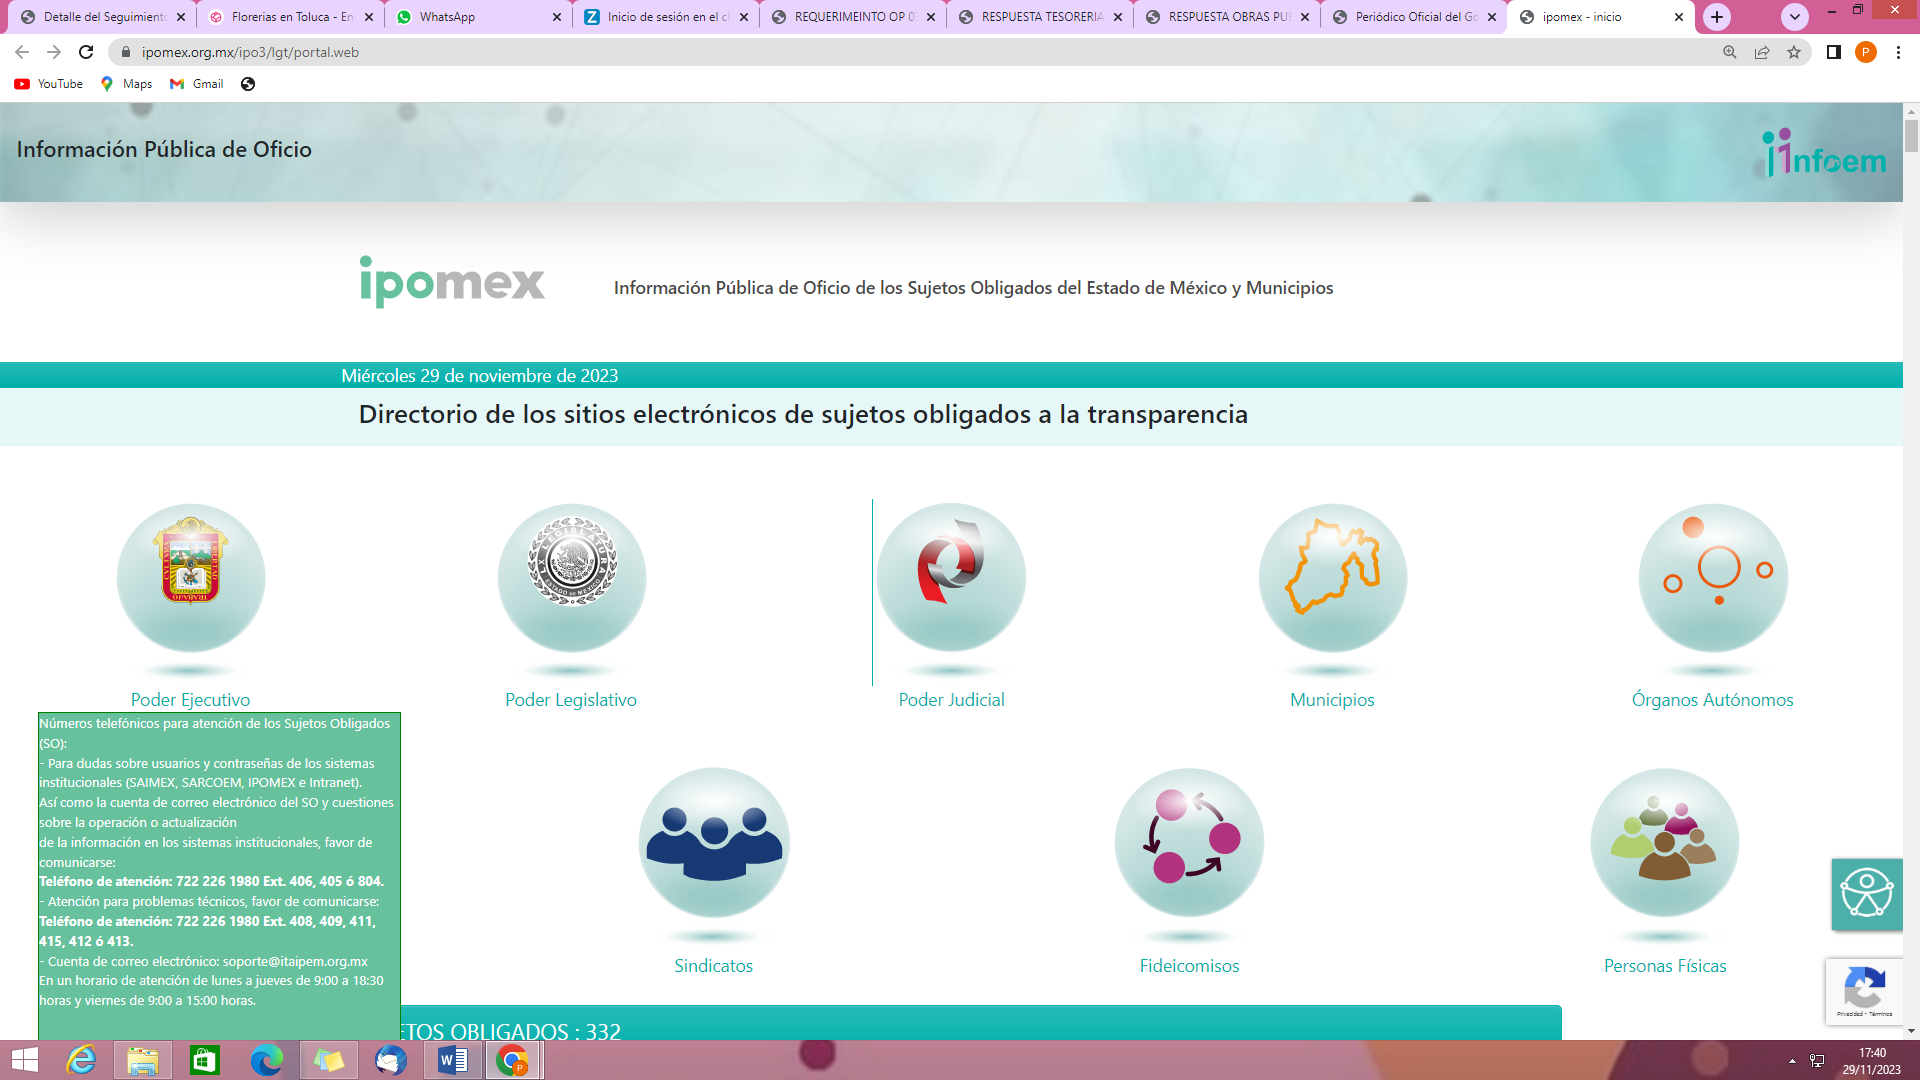 Detalle del Seguimiento
Florerias en Toluca - En
WhatsApp
Inicio de sesión en el cl
REQUERIMEINTO OP 0
RESPUESTA TESORERIA
RESPUESTA OBRAS PUB
Periódico Oficial del Go
ipomex - inicio
ipomex.org.mx/ipo3/lgt/portal.web
P
YouTube
Maps
Gmail
Información Pública de Oficio
infoem
ipomex
Información Pública de Oficio de los Sujetos Obligados del Estado de México y Municipios
Miércoles 29 de noviembre de 2023
Directorio de los sitios electrónicos de sujetos obligados a la transparencia
Poder Ejecutivo
Poder Legislativo
Poder Judicial
Municipios
Órganos Autónomos
Números telefónicos para atención de los Sujetos Obligados
(SO):
- Para dudas sobre usuarios y contraseñas de los sistemas
institucionales (SAIMEX, SARCOEM, IPOMEX e Intranet).
Así como la cuenta de correo electrónico del SO y cuestiones
sobre la operación o actualización
de la información en los sistemas institucionales, favor de
comunicarse:
Teléfono de atención: 722 226 1980 Ext. 406, 405 ó 804.
- Atención para problemas técnicos, favor de comunicarse:
Teléfono de atención: 722 226 1980 Ext. 408, 409, 411,
415, 412 ó 413.
- Cuenta de correo electrónico: soporte@itaipem.org.mx
En un horario de atención de lunes a jueves de 9:00 a 18:30
horas y viernes de 9:00 a 15:00 horas.
Sindicatos
Fideicomisos
Personas Físicas
Privacidad - Términos
ETOS OBLIGADOS : 332
17:40
29/11/2023